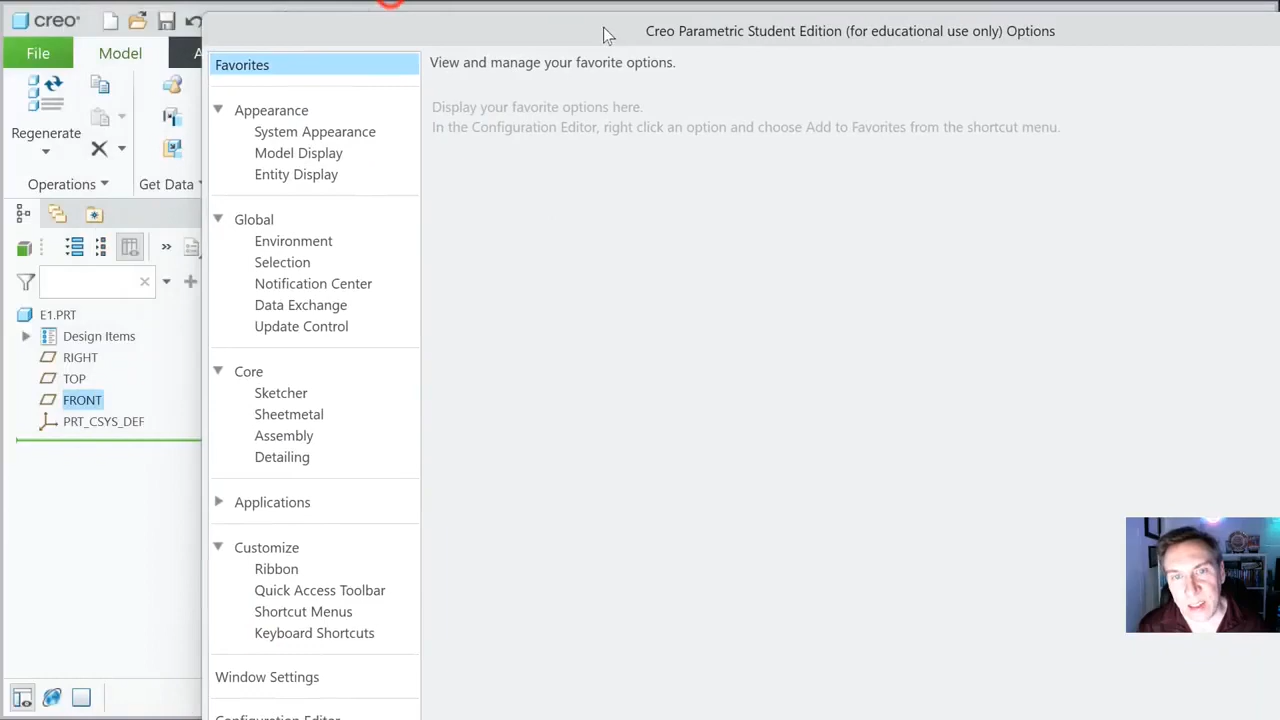 creo
Creo Parametric Student Edition (for educational use only) Options
File
Model
A
Regenerate
Operations
Get Data
E1.PRT
Design Items
RIGHT
TOP
FRONT
PRT_CSYS_DEF
Favorites
Appearance
System Appearance
Model Display
Entity Display
Global
Environment
Selection
Notification Center
Data Exchange
Update Control
Core
Sketcher
Sheetmetal
Assembly
Detailing
Applications
Customize
Ribbon
Quick Access Toolbar
Shortcut Menus
Keyboard Shortcuts
Window Settings
Configuration Editor
View and manage your favorite options.
Display your favorite options here.
In the Configuration Editor, right click an option and choose Add to Favorites from the shortcut menu.